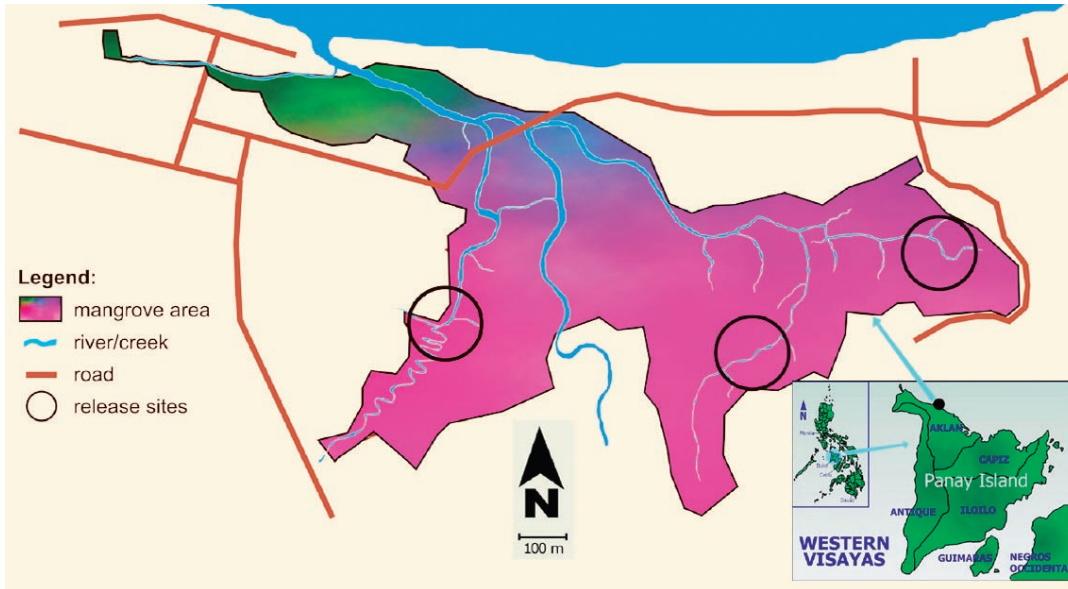 Legend:
mangrove area
river/creek
road
release sites
N
100 m
N
AKLAN
CAPIZ
Panay Island
ANTIQUE
ILOILO
WESTERN
VISAYAS
GUIMARAS
NEGROS
OCCIDENTA